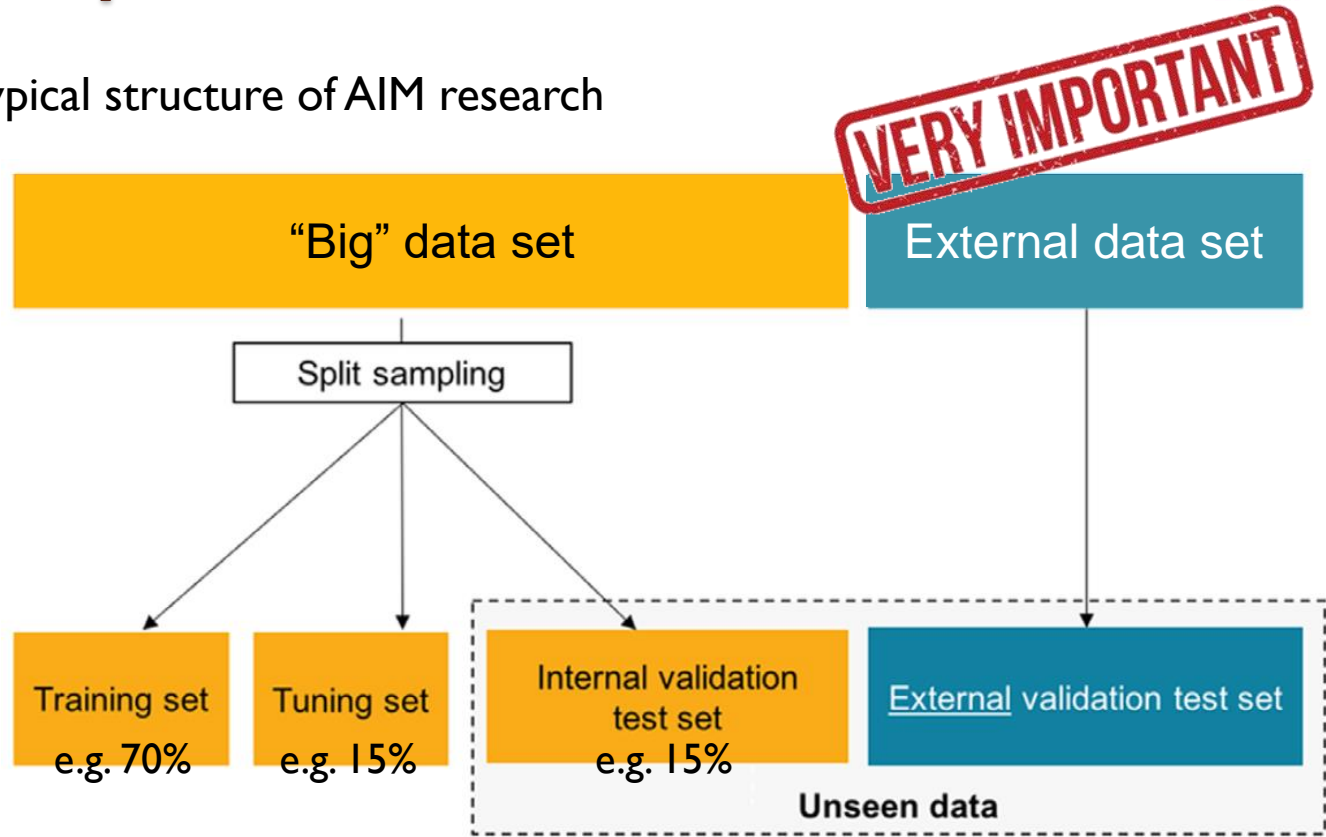 ypical structure of AIM research
VERY IMPORTANT
“Big” data set
External data set
Split sampling
Training set
e.g. 70%
Tuning set
e.g. 15%
Internal validation
test set
e.g. 15%
External validation test set
Unseen data